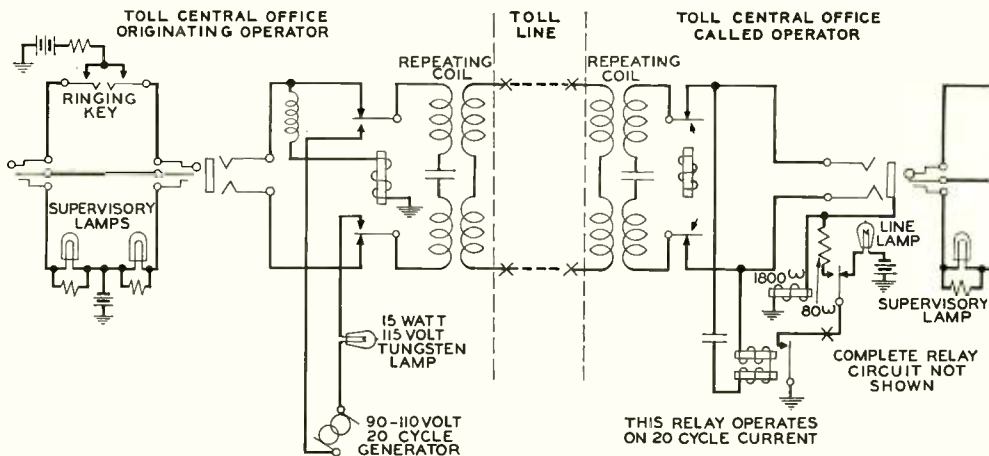 TOLL CENTRAL OFFICE
ORIGINATING OPERATOR
TOLL
LINE
TOLL CENTRAL OFFICE
CALLED OPERATOR
RINGING
KEY
REPEATING
COIL
REPEATING
COIL
SUPERVISORY
LAMPS
LINE
LAMP
1800 ω
80 ω
SUPERVISORY
LAMP
15 WATT
115 VOLT
TUNGSTEN
LAMP
COMPLETE RELAY
CIRCUIT NOT
SHOWN
90-110 VOLT
20 CYCLE
GENERATOR
THIS RELAY OPERATES
ON 20 CYCLE CURRENT